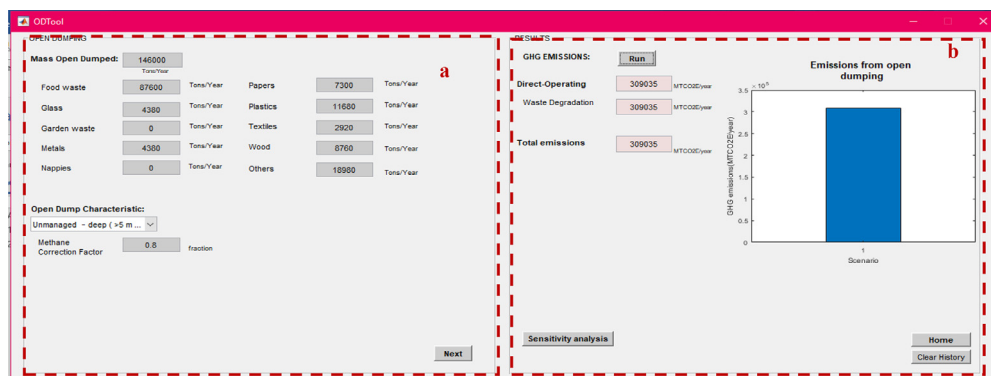 ODTool
OPEN DUMPING
Mass Open Dumped: 146000
Tons/Year
a
Food waste 87600 Tons/Year Papers 7300 Tons/Year
Glass 4380 Tons/Year Plastics 11680 Tons/Year
Garden waste 0 Tons/Year Textiles 2920 Tons/Year
Metals 4380 Tons/Year Wood 8760 Tons/Year
Nappies 0 Tons/Year Others 18980 Tons/Year
Open Dump Characteristic:
Unmanaged - deep ( >5 m ...
Methane
Correction Factor 0.8 fraction
Next
RESULTS
b
GHG EMISSIONS: Run
Direct-Operating 309035 MTCO2E/year
Waste Degradation 309035 MTCO2E/year
Total emissions 309035 MTCO2E/year
Emissions from open
dumping
× 10 5
3.5
3
2.5
2
1.5
1
0.5
0
GHG emissions(MTCO2E/year)
1
Scenario
Sensitivity analysis
Home
Clear History